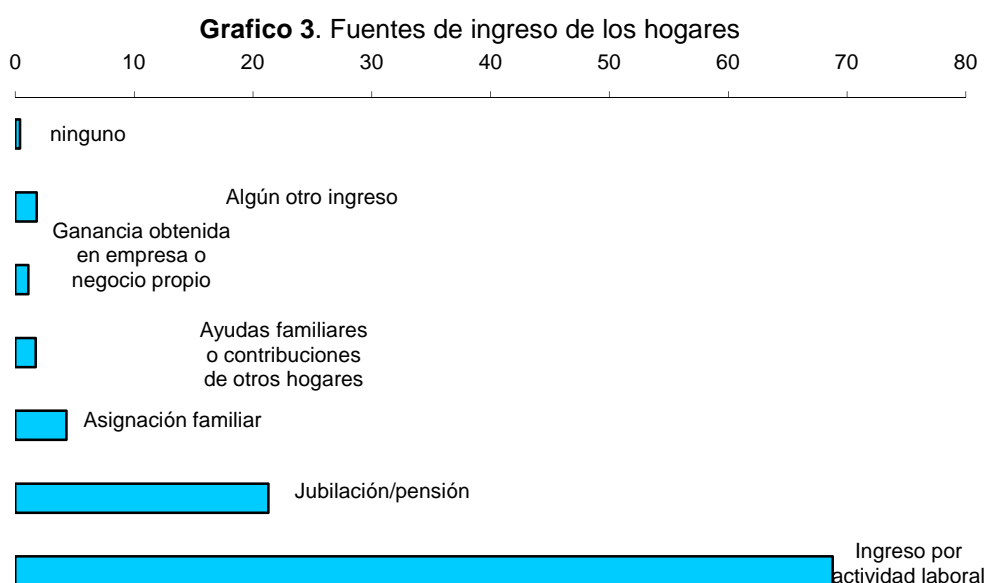 Grafico 3. Fuentes de ingreso de los hogares
0 10 20 30 40 50 60 70 80
ninguno
Algún otro ingreso
Ganancia obtenida
en empresa o
negocio propio
Ayudas familiares
o contribuciones
de otros hogares
Asignación familiar
Jubilación/pensión
Ingreso por
actividad laboral